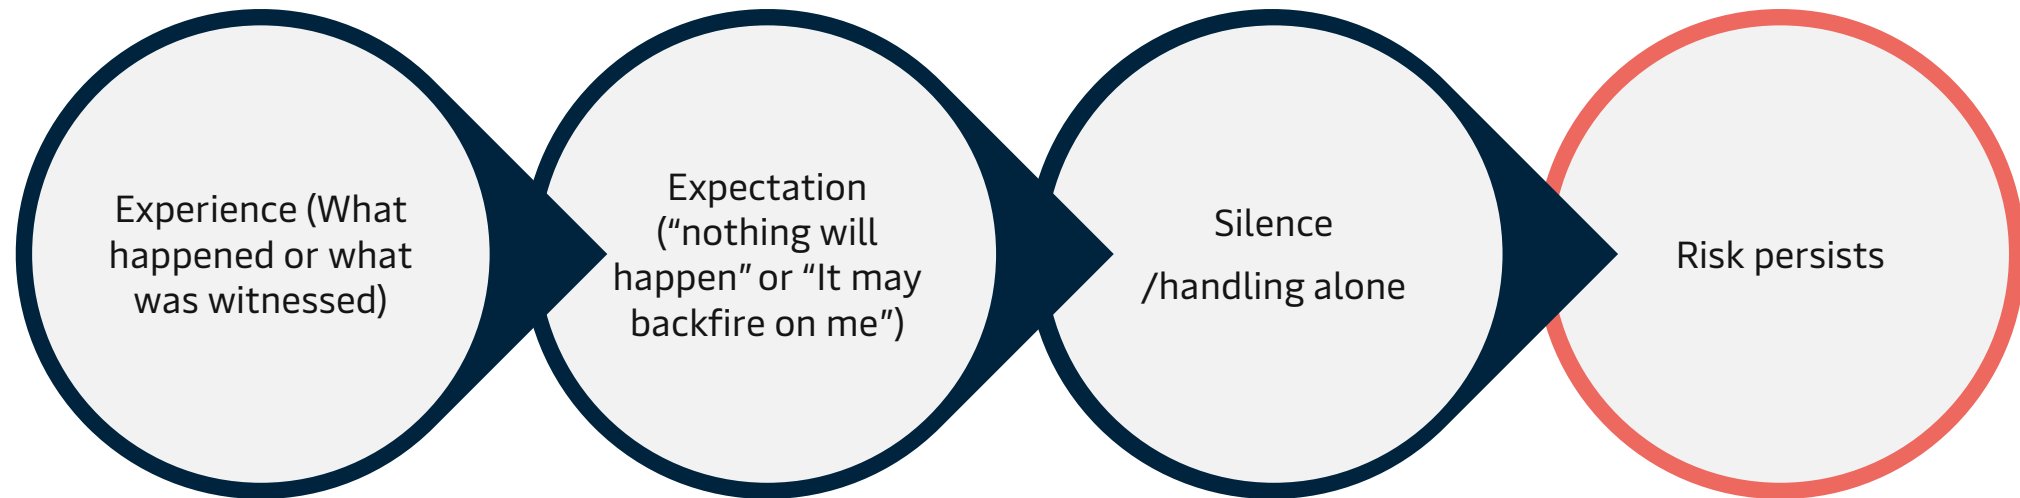 Experience (What
happened or what
was witnessed)
Expectation
(“nothing will
happen” or “It may
backfire on me”)
Silence
/handling alone
Risk persists